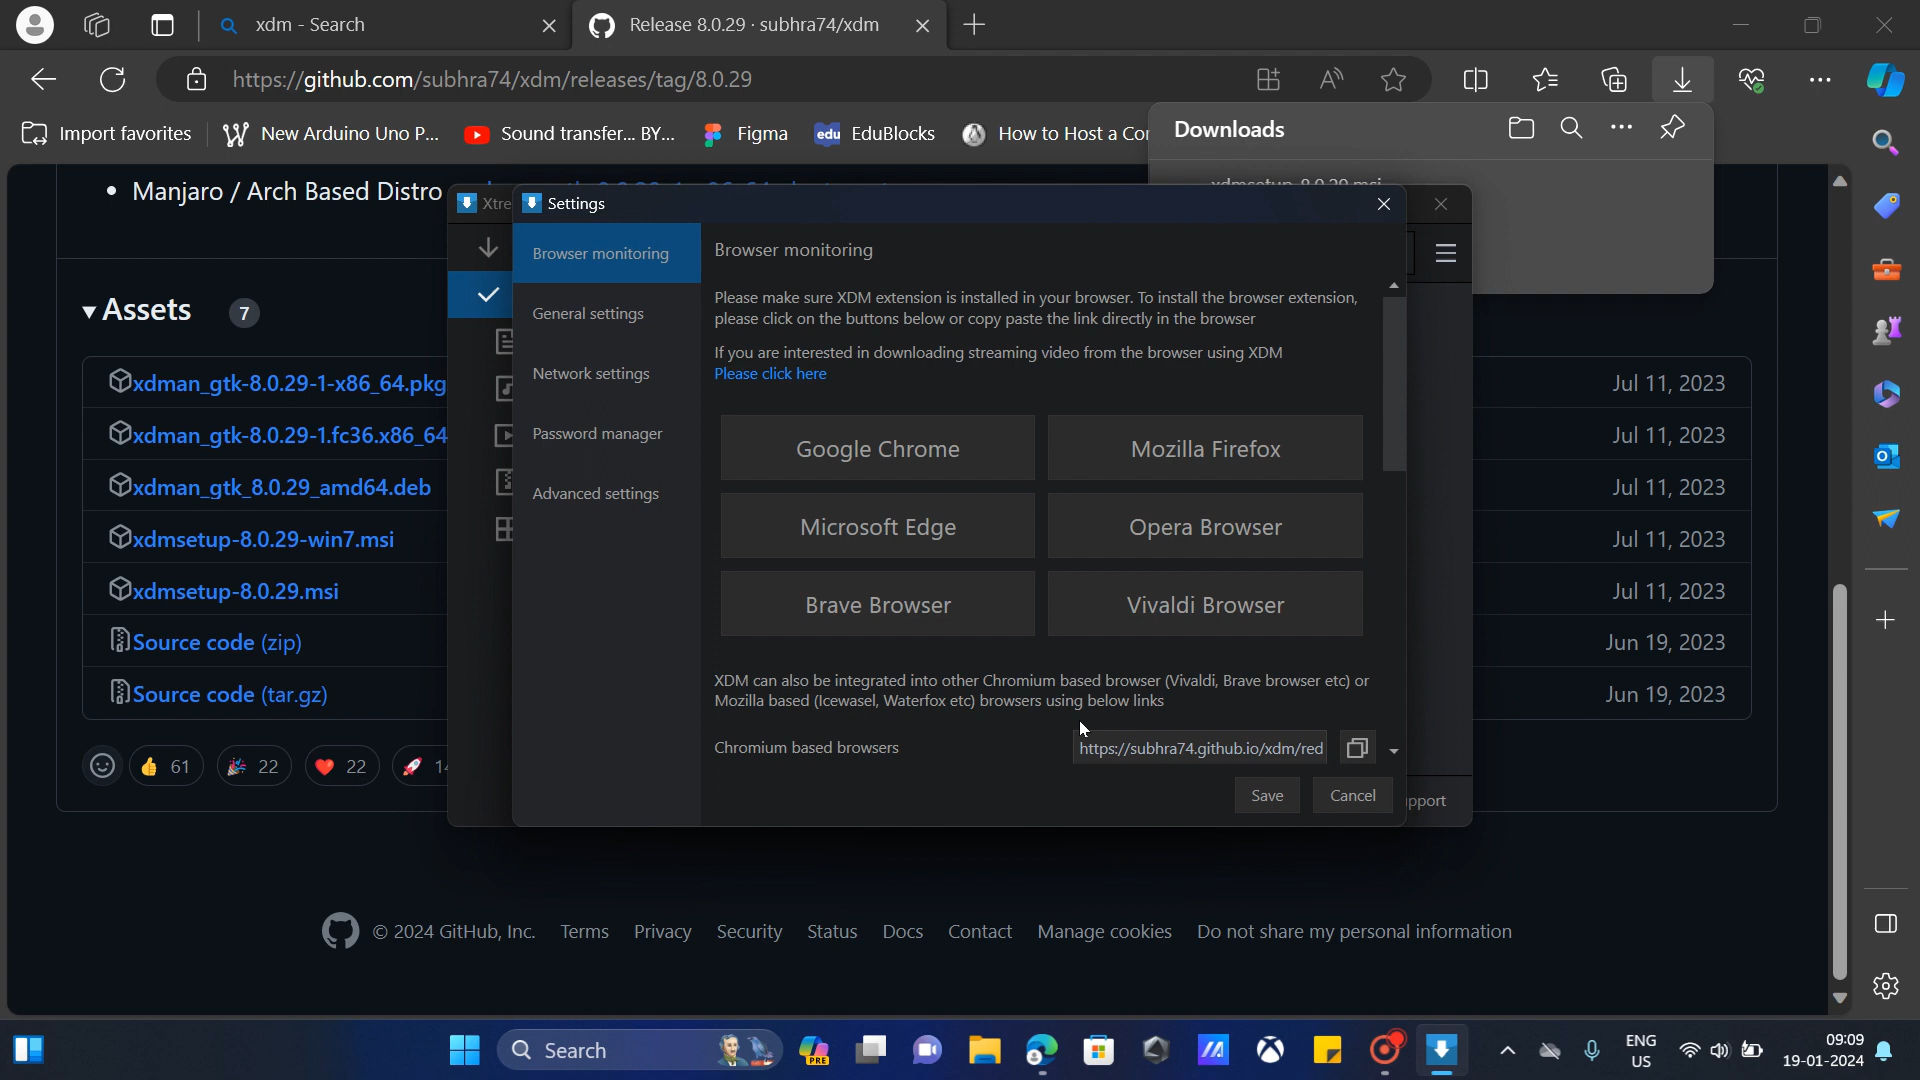 xdm - Search
Release 8.0.29 · subhra74/xdm
https://github.com/subhra74/xdm/releases/tag/8.0.29
Import favorites
New Arduino Uno P...
Sound transfer... BY...
Figma
edu EduBlocks
How to Host a Cor
Downloads
• Manjaro / Arch Based Distro
Xtre
Settings
Browser monitoring
General settings
Network settings
Password manager
Advanced settings
Browser monitoring
Please make sure XDM extension is installed in your browser. To install the browser extension,
please click on the buttons below or copy paste the link directly in the browser
If you are interested in downloading streaming video from the browser using XDM
Please click here
Google Chrome
Mozilla Firefox
Microsoft Edge
Opera Browser
Brave Browser
Vivaldi Browser
XDM can also be integrated into other Chromium based browser (Vivaldi, Brave browser etc) or
Mozilla based (Icewasel, Waterfox etc) browsers using below links
Chromium based browsers
https://subhra74.github.io/xdm/red
Save
Cancel
pport
Assets 7
xdman_gtk-8.0.29-1-x86_64.pkg
Jul 11, 2023
xdman_gtk-8.0.29-1.fc36.x86_64
Jul 11, 2023
xdman_gtk_8.0.29_amd64.deb
Jul 11, 2023
xdmsetup-8.0.29-win7.msi
Jul 11, 2023
xdmsetup-8.0.29.msi
Jul 11, 2023
Source code (zip)
Jun 19, 2023
Source code (tar.gz)
Jun 19, 2023
61
22
22
© 2024 GitHub, Inc. Terms Privacy Security Status Docs Contact Manage cookies Do not share my personal information
Search
PRE
ENG
US
09:09
19-01-2024